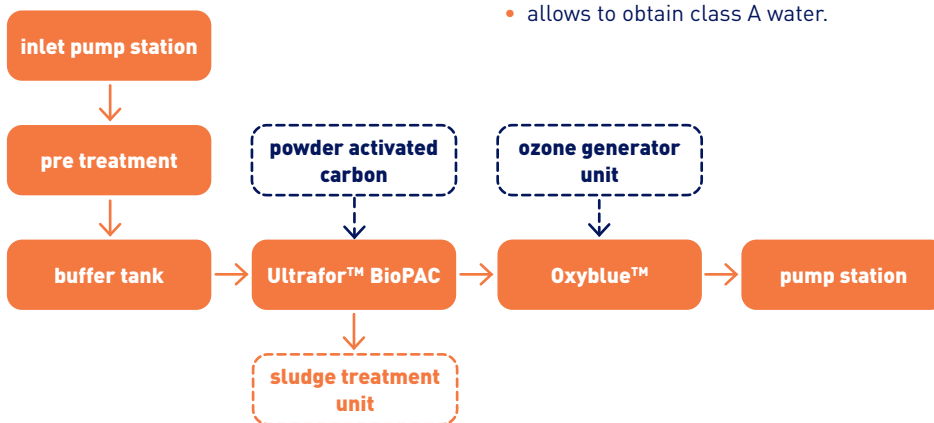 • allows to obtain class A water.
inlet pump station
pre treatment
powder activated
carbon
ozone generator
unit
buffer tank
Ultrafor™ BioPAC
Oxyblue™
pump station
sludge treatment
unit